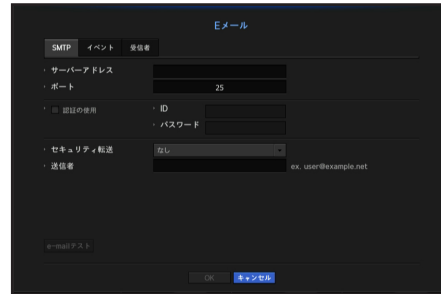 Eメール
SMTP イベント 受信者
サーバーアドレス
ポート 25
認証の使用 ID
パスワード
セキュリティ転送 なし
送信者 ex. user@example.net
e-mailテスト
OK キャンセル